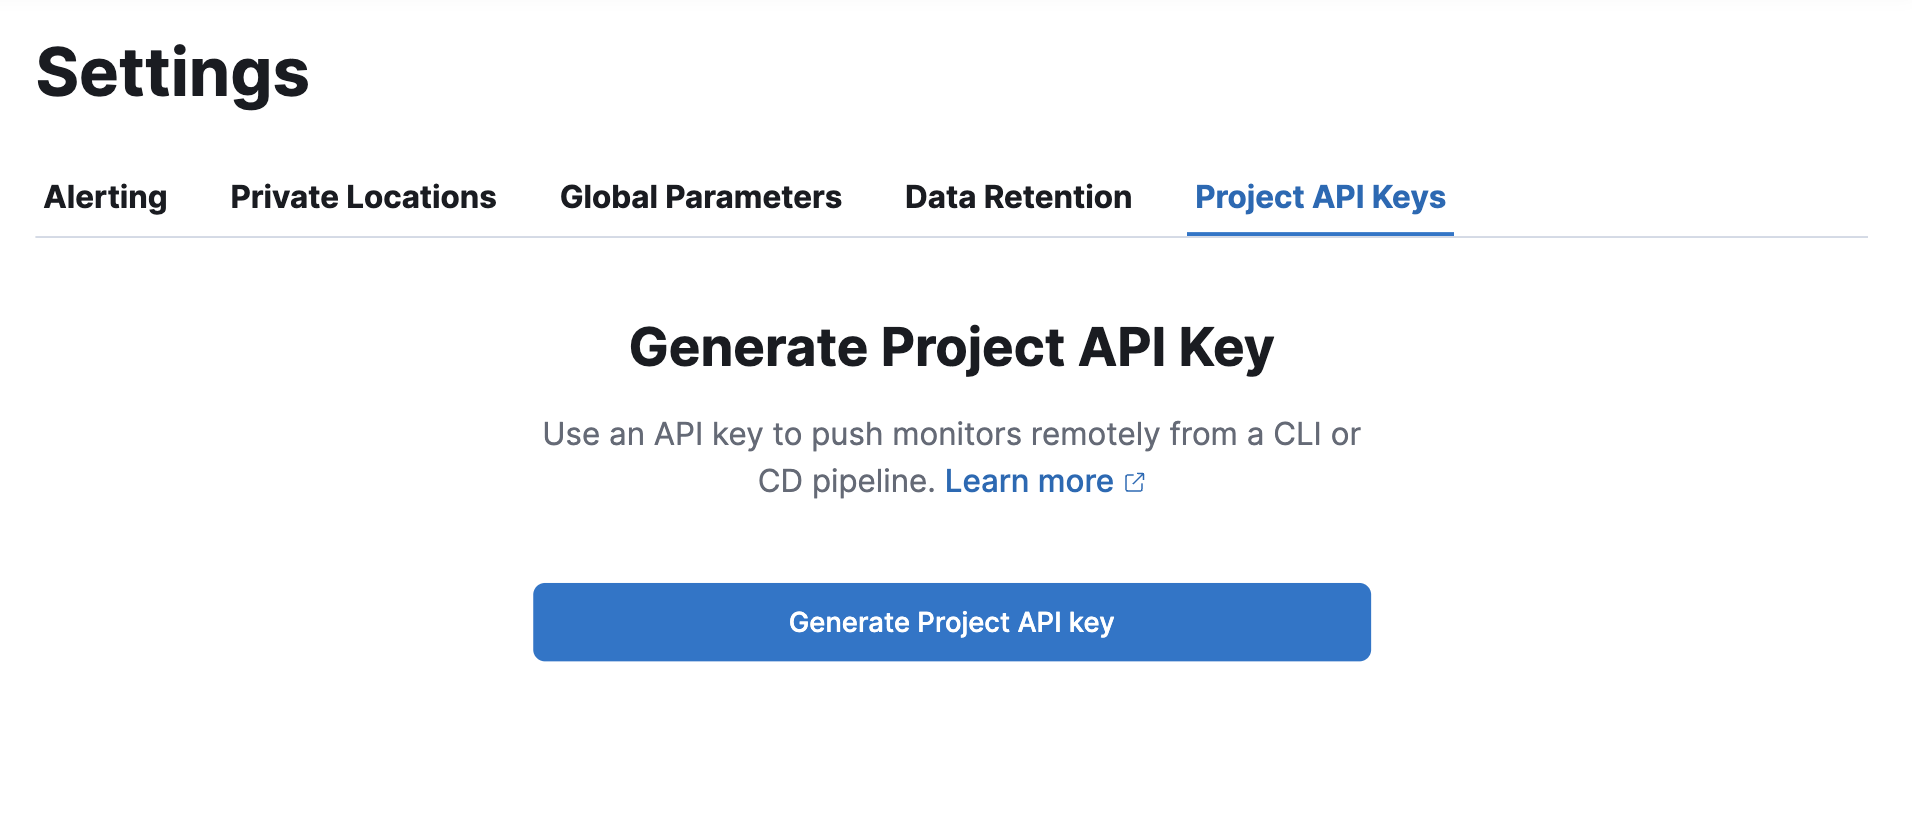 Settings
Alerting Private Locations Global Parameters Data Retention Project API Keys
Generate Project API Key
Use an API key to push monitors remotely from a CLI or
CD pipeline. Learn more
Generate Project API key